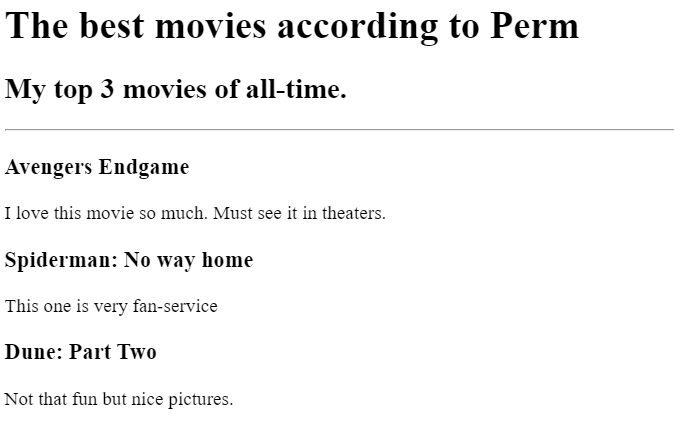 The best movies according to Perm
My top 3 movies of all-time.
Avengers Endgame
I love this movie so much. Must see it in theaters.
Spiderman: No way home
This one is very fan-service
Dune: Part Two
Not that fun but nice pictures.